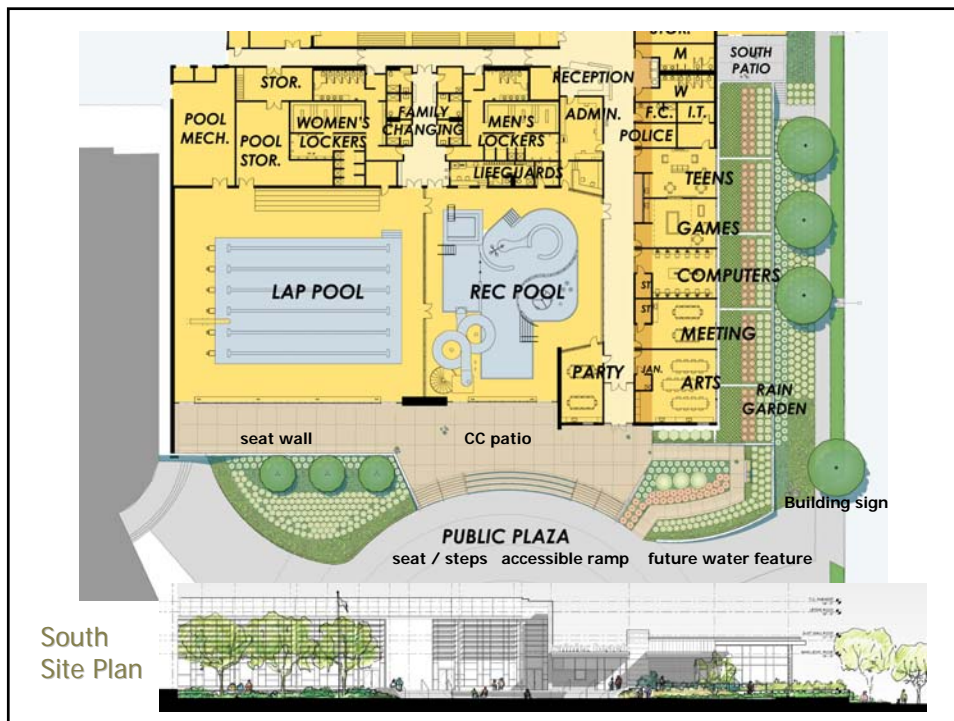 STOR.
M
SOUTH
PATIO
STOR.
RECEPTION
W
POOL
MECH.
WOMEN'S
LOCKERS
FAMILY
CHANGING
MEN'S
LOCKERS
ADMIN.
F.C.
I.T.
POOL
STOR.
POLICE
LIFEGUARDS
TEENS
GAMES
LAP POOL
REC POOL
ST
COMPUTERS
ST
MEETING
PARTY
JAN.
ARTS
RAIN
GARDEN
seat wall
CC patio
Building sign
PUBLIC PLAZA
seat / steps
accessible ramp
future water feature
South
Site Plan